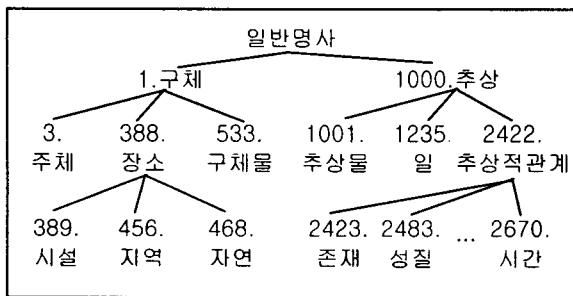 일반명사
1.구체 1000.추상
3. 388. 533. 1001. 1235. 2422.
주체 장소 구체물 추상물 일 추상적관계
389. 456. 468. 2423. 2483. ... 2670.
시설 지역 자연 존재 성질 시간